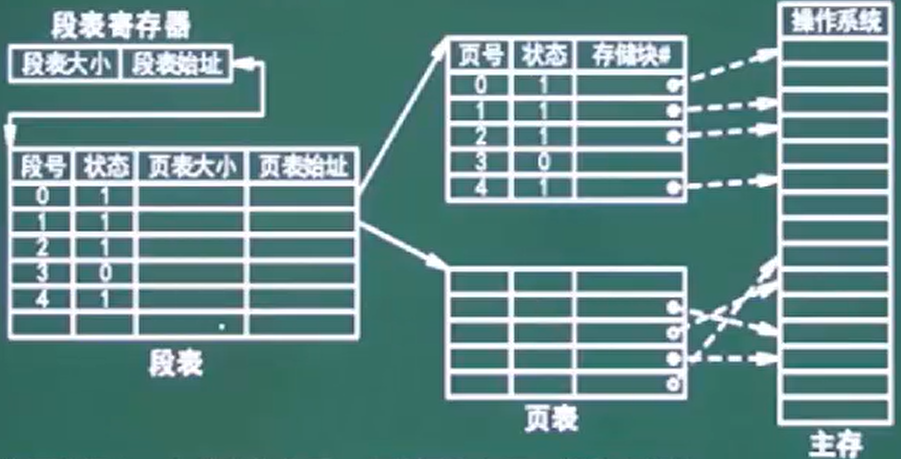 段表寄存器
段表大小 段表始址
段号 状态 页表大小 页表始址
0 1
1 1
2 1
3 0
4 1
段表
页号 状态 存储块#
0 1
1 1
2 1
3 0
4 1
页表
操作系统
主存